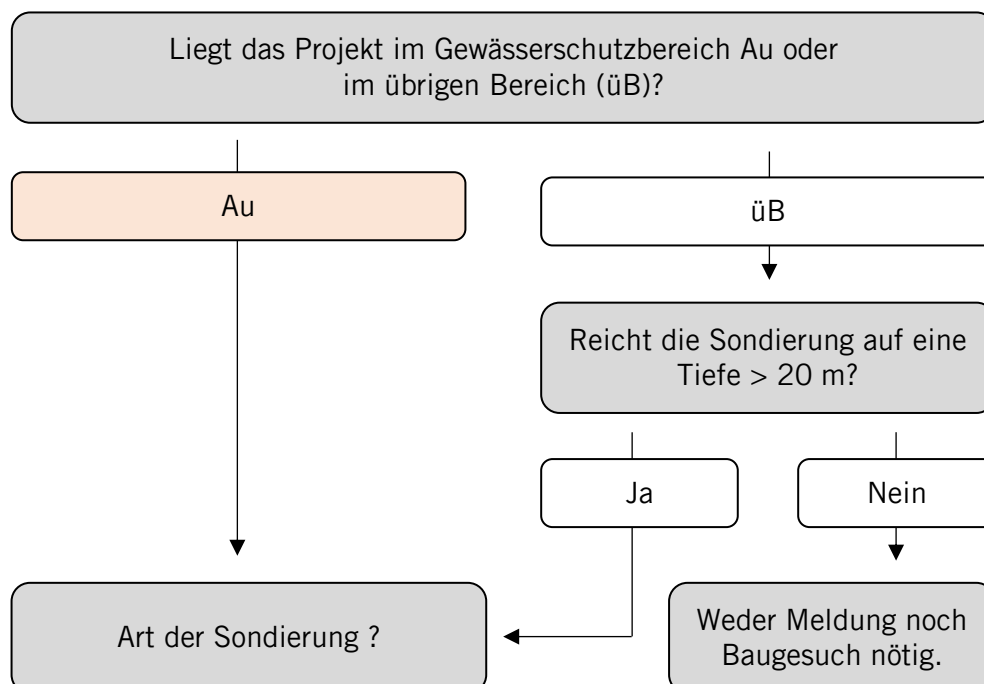 Liegt das Projekt im Gewässerschutzbereich Au oder
im übrigen Bereich (üB)?
Au
üB
Reicht die Sondierung auf eine
Tiefe > 20 m?
Ja
Nein
Art der Sondierung ?
Weder Meldung noch
Baugesuch nötig.